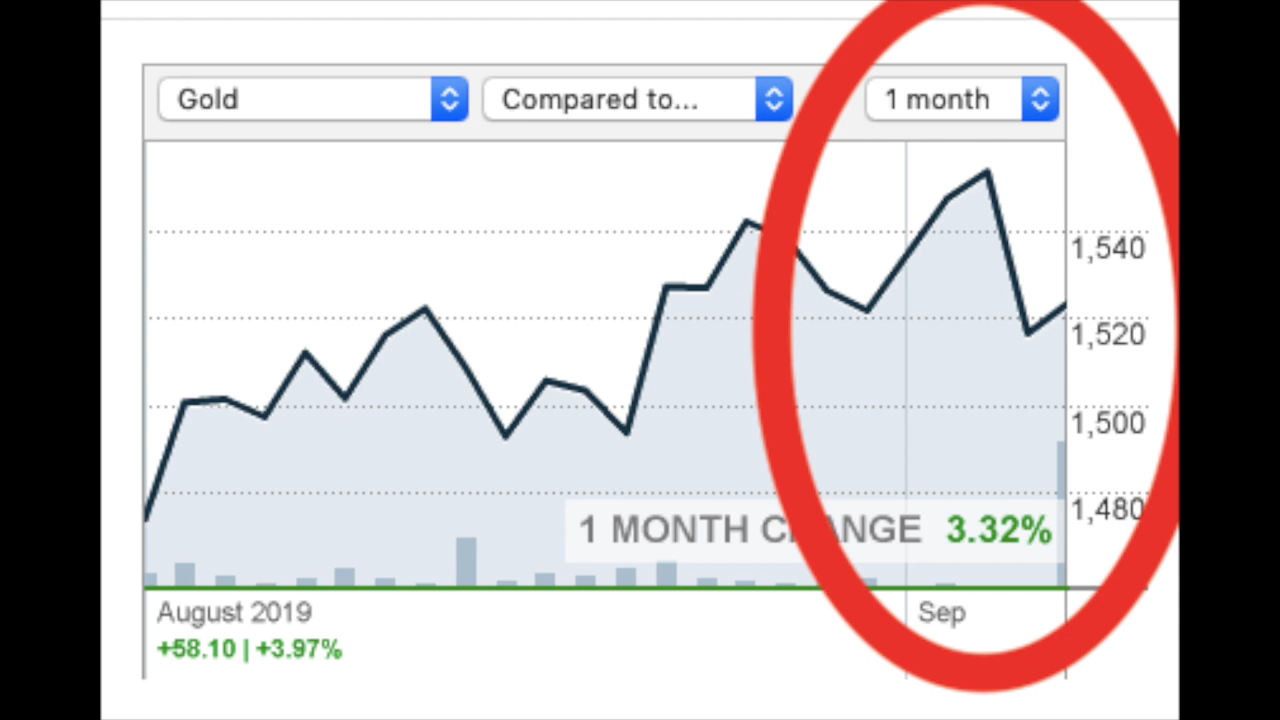 Gold Compared to... 1 month
1,540
1,520
1,500
1,480
1 MONTH CHANGE 3.32%
August 2019 Sep
+58.10 | +3.97%